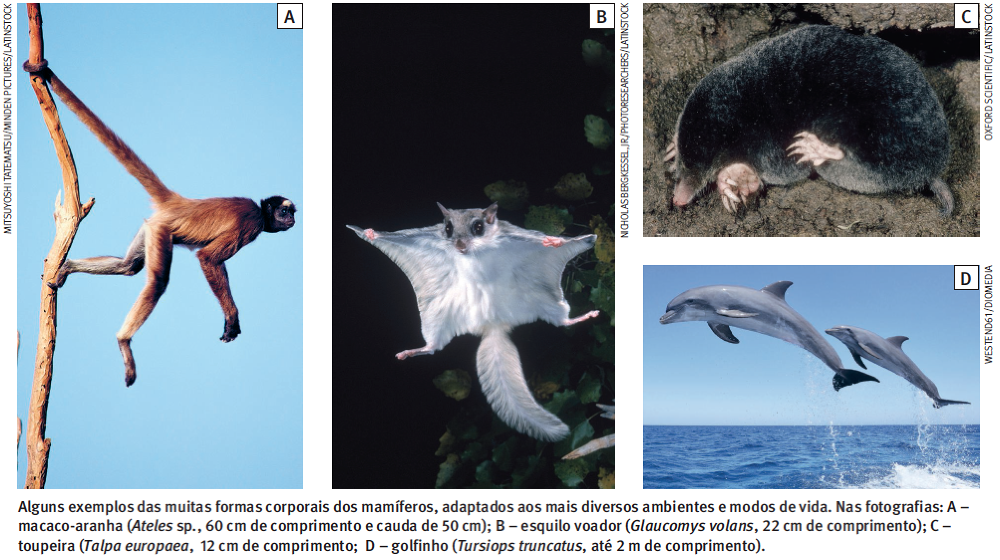 A
MITSUYOSHI TATEMATSU/MINDEN PICTURES/LATINSTOCK
B
NICHOLAS BERGKESSEL, JR./PHOTORESEARCHERS/LATINSTOCK
C
OXFORD SCIENTIFIC/LATINSTOCK
D
WESTEND61/DIOMEDIA
Alguns exemplos das muitas formas corporais dos mamíferos, adaptados aos mais diversos ambientes e modos de vida. Nas fotografias: A –
macaco-aranha (Ateles sp., 60 cm de comprimento e cauda de 50 cm); B – esquilo voador (Glaucomys volans, 22 cm de comprimento); C –
toupeira (Talpa europaea, 12 cm de comprimento; D – golfinho (Tursiops truncatus, até 2 m de comprimento).